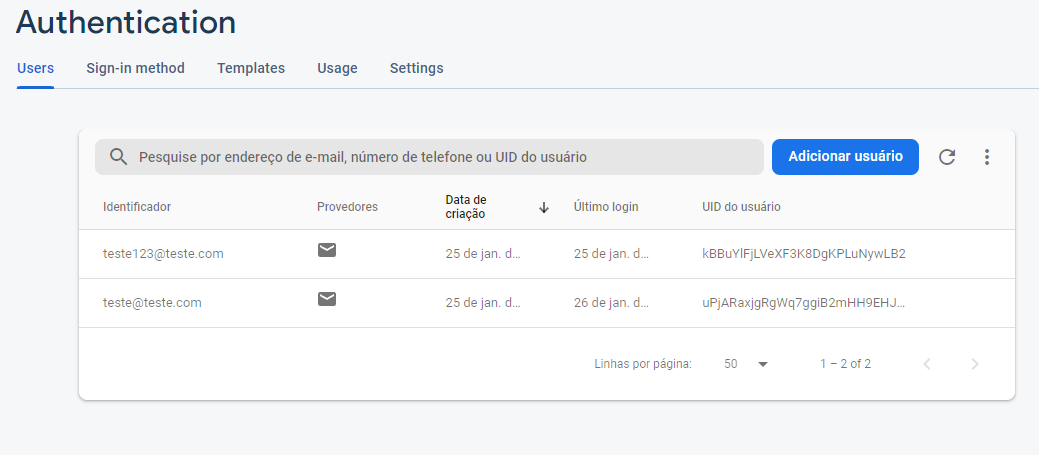 Authentication
Users Sign-in method Templates Usage Settings
Pesquise por endereço de e-mail, número de telefone ou UID do usuário Adicionar usuário
Identificador Provedores Data de criação Último login UID do usuário
teste123@teste.com 25 de jan. d... 25 de jan. d... kBBuYlFjLVeXF3K8DgKPLuNywLB2
teste@teste.com 25 de jan. d... 26 de jan. d... uPjARaxjgRgWq7ggiB2mHH9EHJ...
Linhas por página: 50 1 – 2 of 2